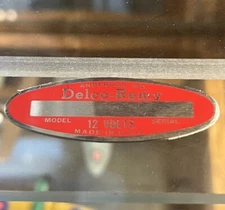 Delco-Remy
MODEL SERIAL
12 VOLTS
MADE IN